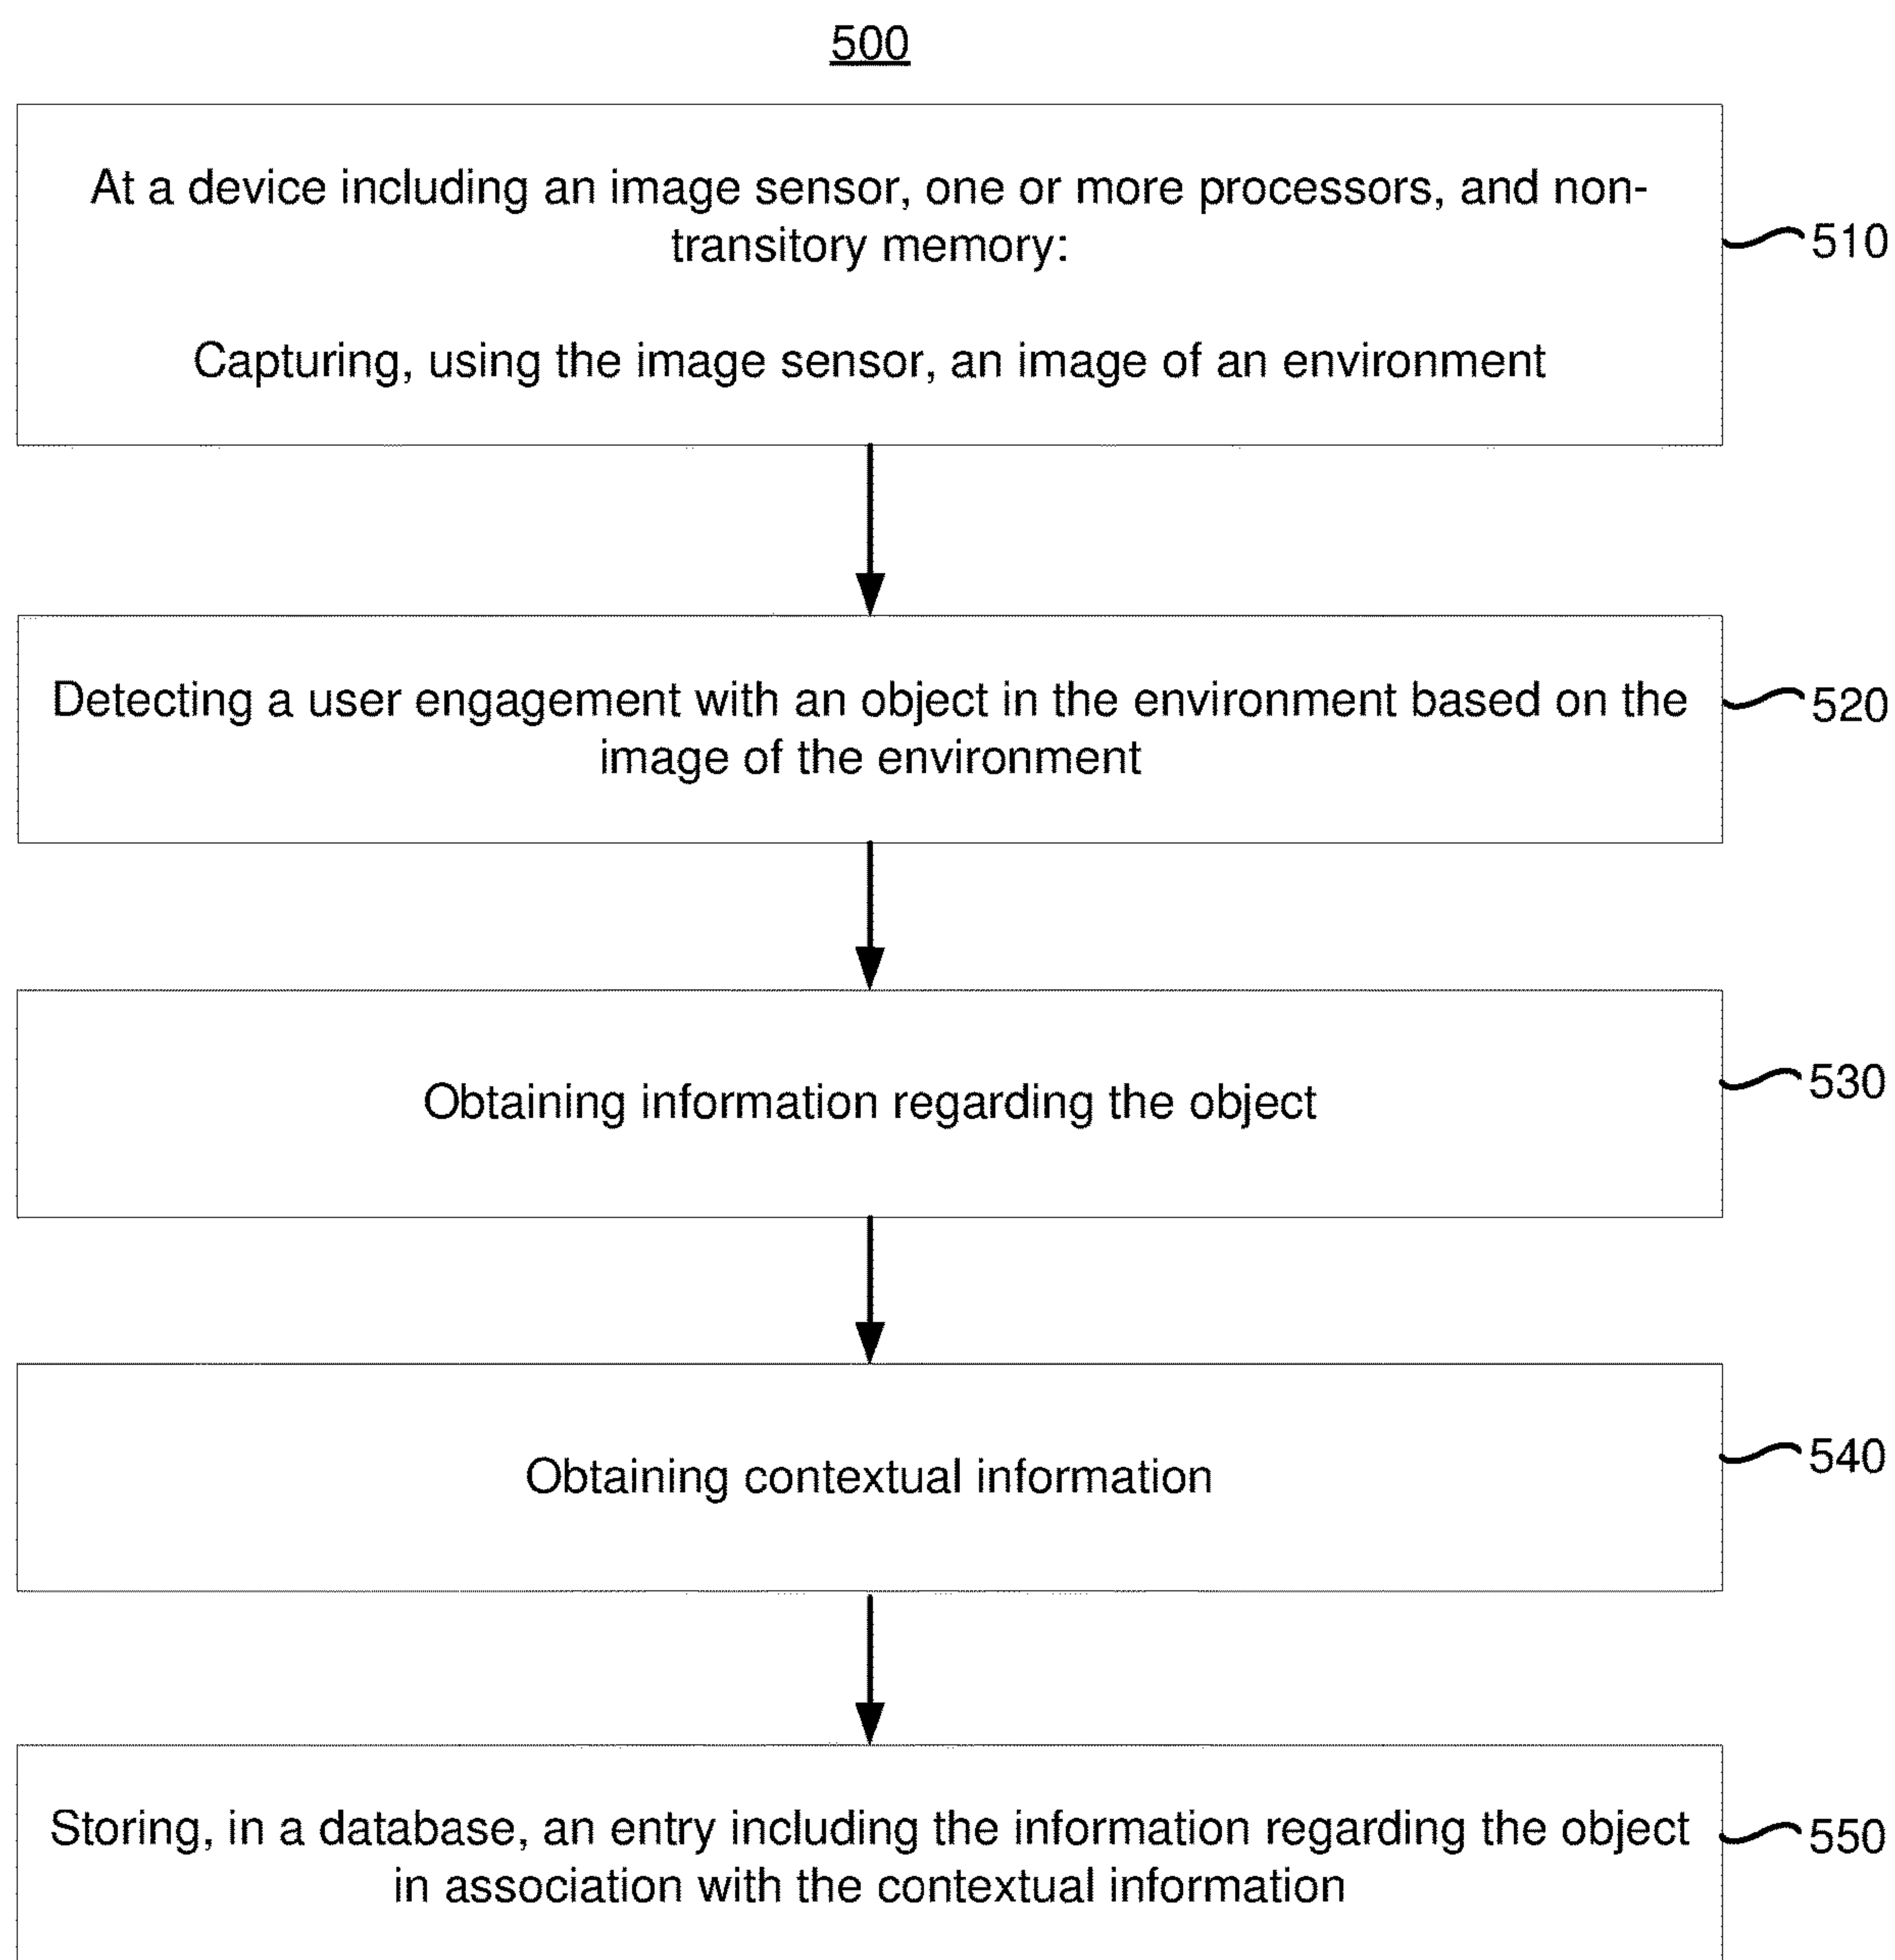 500
At a device including an image sensor, one or more processors, and non-
transitory memory:
Capturing, using the image sensor, an image of an environment
510
Detecting a user engagement with an object in the environment based on the
image of the environment
520
Obtaining information regarding the object
530
Obtaining contextual information
540
Storing, in a database, an entry including the information regarding the object
in association with the contextual information
550